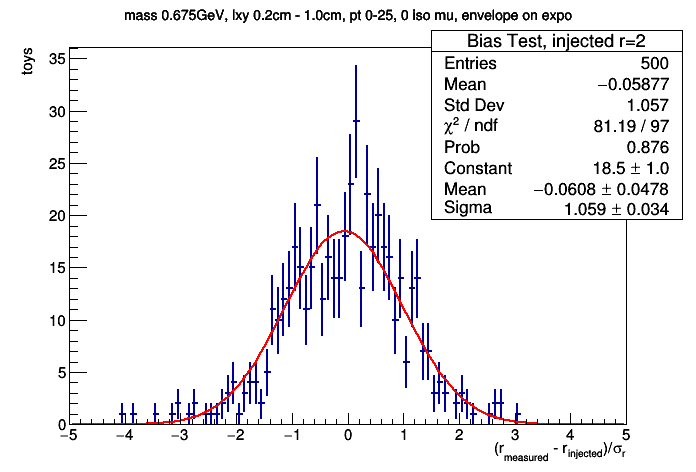 mass 0.675GeV, lxy 0.2cm - 1.0cm, pt 0-25, 0 Iso mu, envelope on expo
toys
Bias Test, injected r=2
Entries 500
Mean −0.05877
Std Dev 1.057
χ² / ndf 81.19 / 97
Prob 0.876
Constant 18.5 ± 1.0
Mean −0.0608 ± 0.0478
Sigma 1.059 ± 0.034
35
30
25
20
15
10
5
0
−5 −4 −3 −2 −1 0 1 2 3 4 5
(r_measured - r_injected)/σ_r